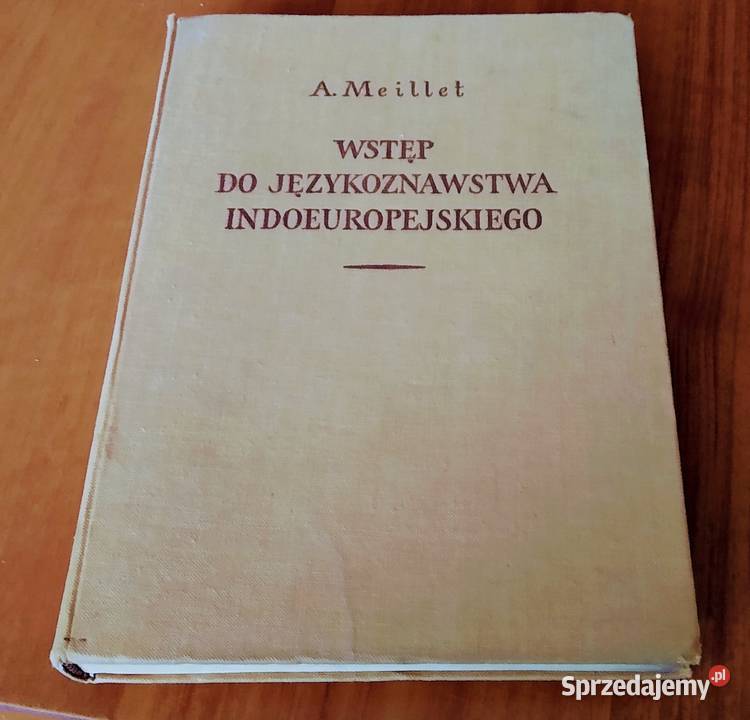 A. Meillet
WSTĘP
DO JĘZYKOZNAWSTWA
INDOEUROPEJSKIEGO
Sprzedajemy.pl